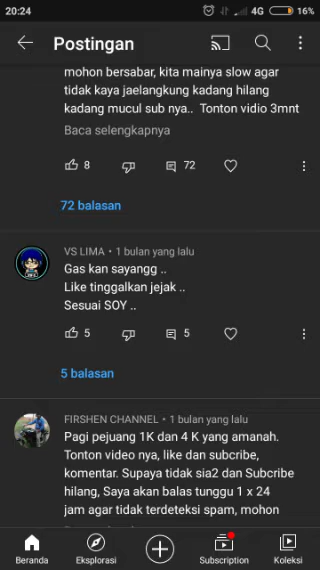 20:24
4G
16%
Postingan
mohon bersabar, kita mainya slow agar
tidak kaya jaelangkung kadang hilang
kadang mucul sub nya.. Tonton vidio 3mnt
Baca selengkapnya
8
72
72 balasan
VS LIMA • 1 bulan yang lalu
Gas kan sayangg ..
Like tinggalkan jejak ..
Sesuai SOY ..
5
5
5 balasan
FIRSHEN CHANNEL • 1 bulan yang lalu
Pagi pejuang 1K dan 4 K yang amanah.
Tonton video nya, like dan subcribe,
komentar. Supaya tidak sia2 dan Subcribe
hilang, Saya akan balas tunggu 1 x 24
jam agar tidak terdeteksi spam, mohon
Beranda
Eksplorasi
Subscription
Koleksi